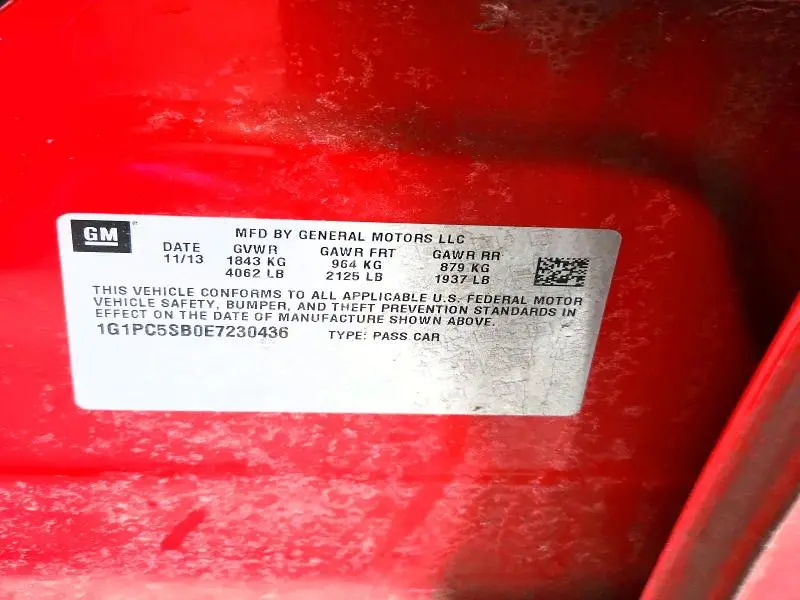 GM
MFD BY GENERAL MOTORS LLC
DATE GVWR GAWR FRT GAWR RR
11/13 1843 KG 964 KG 879 KG
4062 LB 2125 LB 1937 LB
THIS VEHICLE CONFORMS TO ALL APPLICABLE U.S. FEDERAL MOTOR
VEHICLE SAFETY, BUMPER, AND THEFT PREVENTION STANDARDS IN
EFFECT ON THE DATE OF MANUFACTURE SHOWN ABOVE.
1G1PC5SB0E7230436 TYPE: PASS CAR